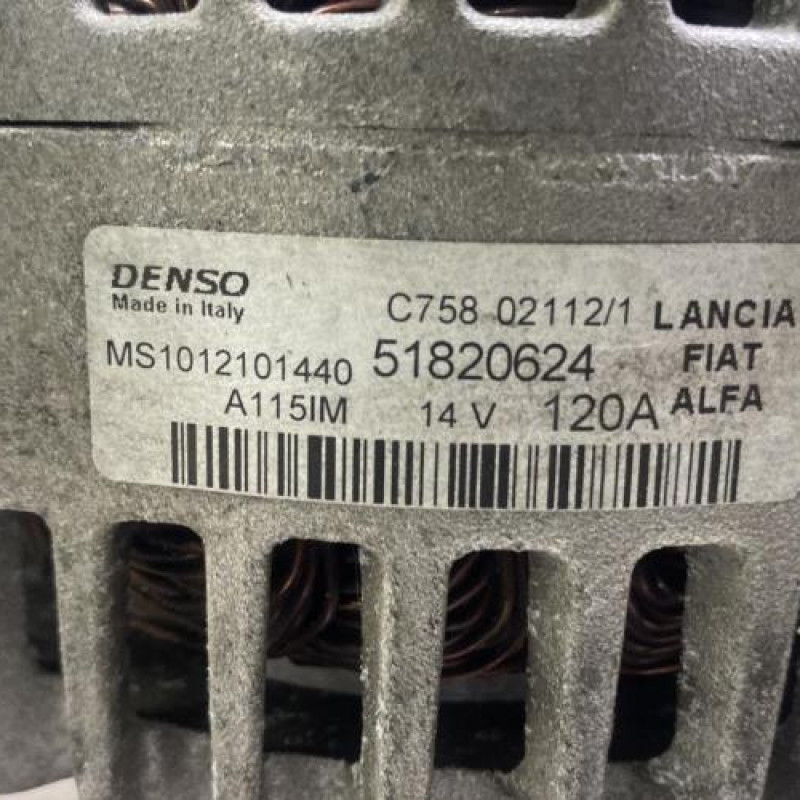 DENSO
Made in Italy
C758 02112/1 LANCIA
MS1012101440 51820624 FIAT
A115IM 14 V 120A ALFA